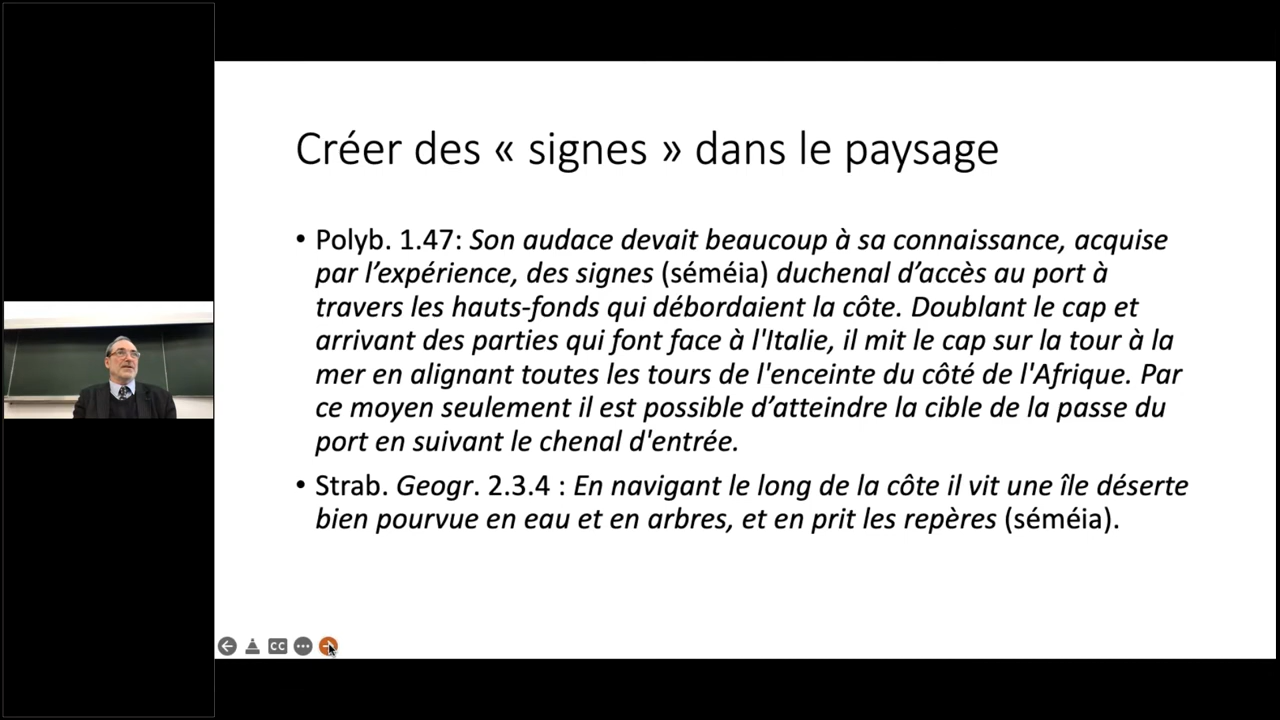 Créer des « signes » dans le paysage
• Polyb. 1.47: Son audace devait beaucoup à sa connaissance, acquise
par l’expérience, des signes (séméia) duchenal d’accès au port à
travers les hauts-fonds qui débordaient la côte. Doublant le cap et
arrivant des parties qui font face à l'Italie, il mit le cap sur la tour à la
mer en alignant toutes les tours de l'enceinte du côté de l'Afrique. Par
ce moyen seulement il est possible d’atteindre la cible de la passe du
port en suivant le chenal d'entrée.
• Strab. Geogr. 2.3.4 : En navigant le long de la côte il vit une île déserte
bien pourvue en eau et en arbres, et en prit les repères (séméia).
CC